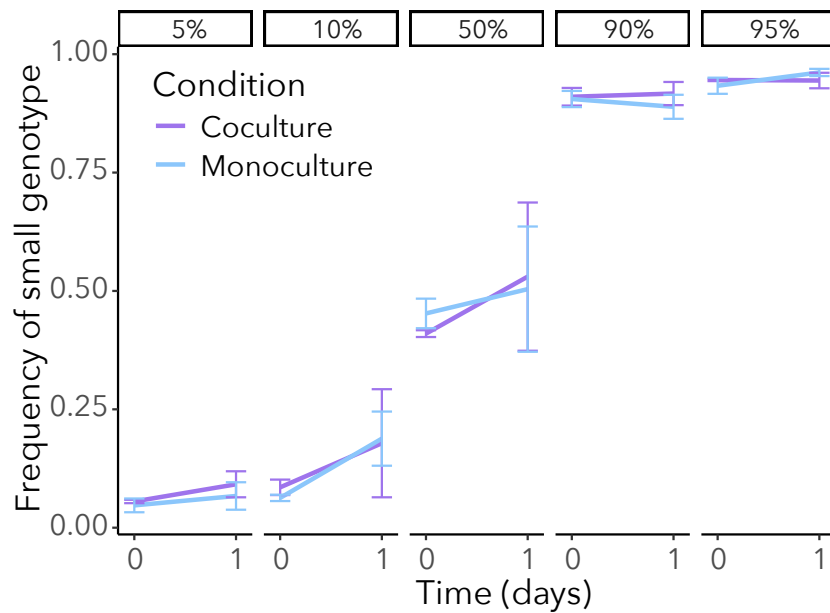 5% 10% 50% 90% 95%
1.00
0.75
0.50
0.25
0.00
Frequency of small genotype
Condition
Coculture
Monoculture
0 1 0 1 0 1 0 1 0 1
Time (days)